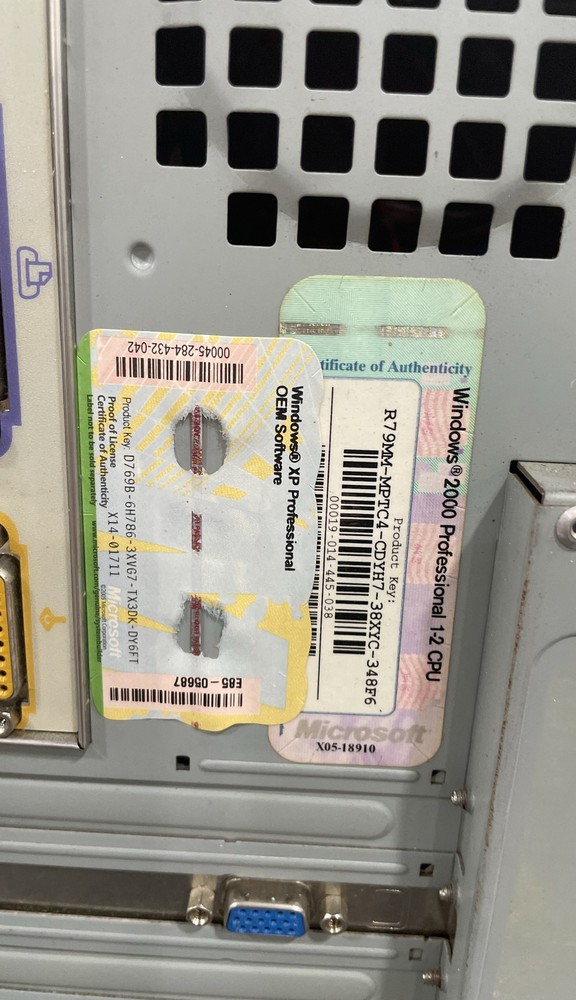 Windows® XP Professional
OEM Software
00045-284-432-042
E85-05687
Product Key: D769B-6H786-3XVG7-TX3DK-DY6FT
Proof of License
Certificate of Authenticity
Label not to be sold separately
X14-01711
Microsoft
tificate of Authenticity
Windows® 2000 Professional 1-2 CPU
Product Key:
R79MM-MPTC4-CDYH7-38XYC-348F6
00019-014-445-038
Microsoft
X05-18910